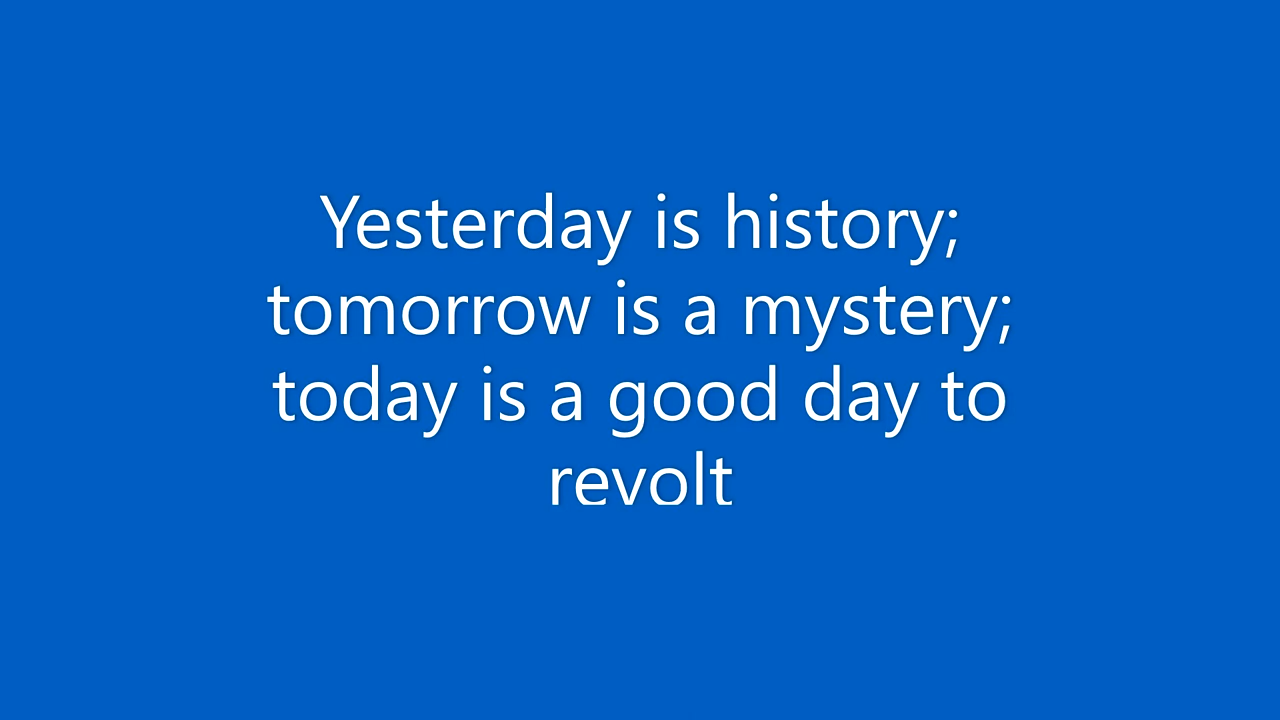 Yesterday is history;
tomorrow is a mystery;
today is a good day to
revolt